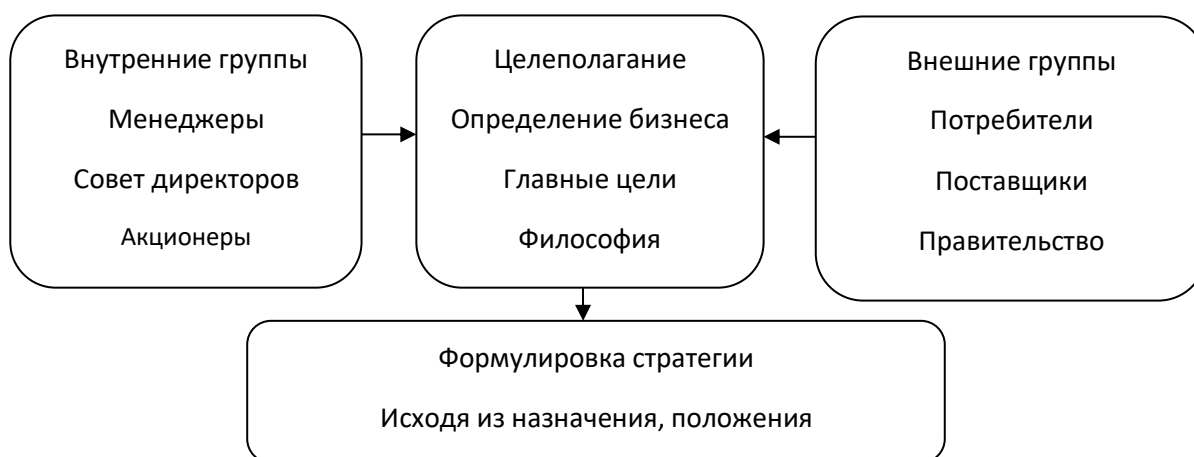 Внутренние группы
Менеджеры
Совет директоров
Акционеры
Целеполагание
Определение бизнеса
Главные цели
Философия
Внешние группы
Потребители
Поставщики
Правительство
Формулировка стратегии
Исходя из назначения, положения